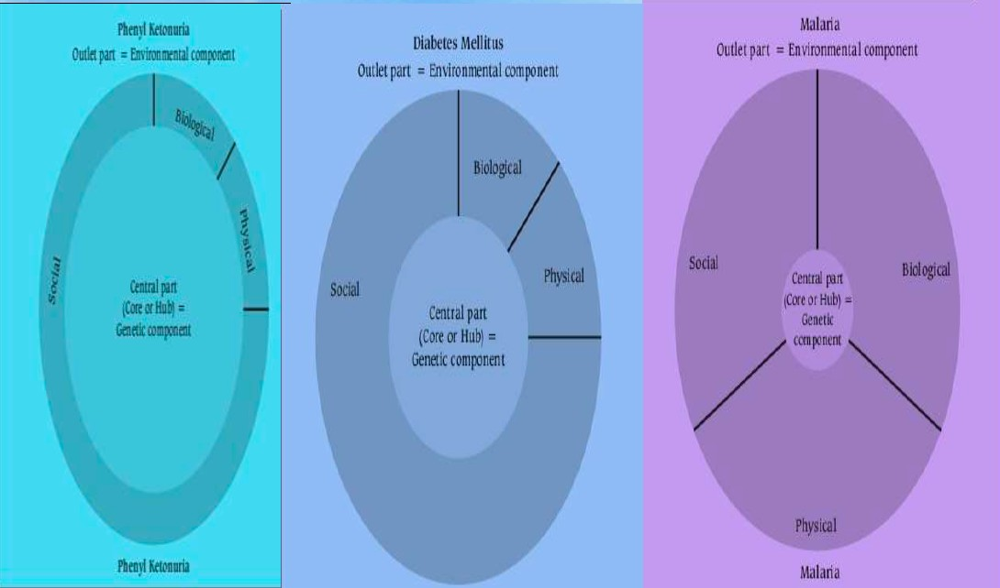 Phenyl Ketonuria
Outlet part = Environmental component
Biological
Physical
Social
Central part
(Core or Hub) =
Genetic component
Phenyl Ketonuria
Diabetes Mellitus
Outlet part = Environmental component
Biological
Physical
Social
Central part
(Core or Hub) =
Genetic component
Malaria
Outlet part = Environmental component
Social
Biological
Central part
(Core or Hub) =
Genetic
component
Physical
Malaria